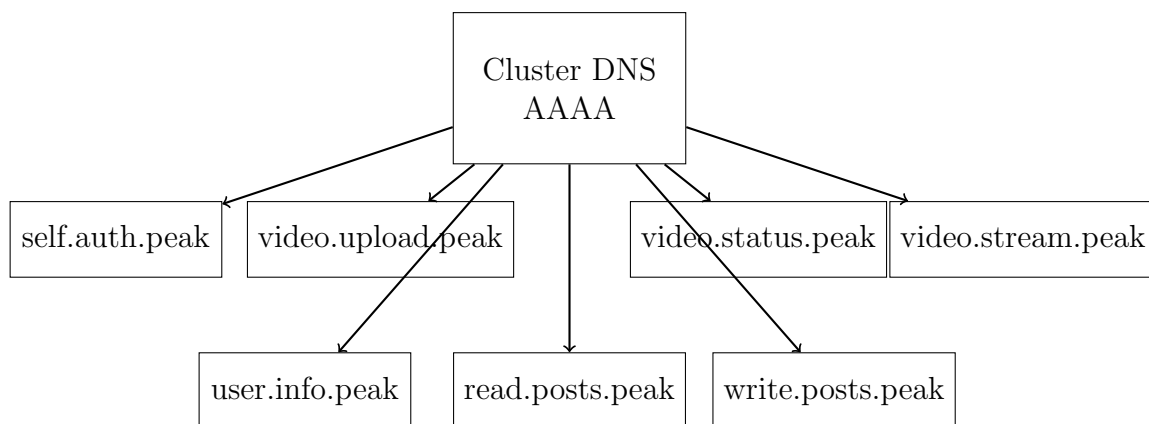 Cluster DNS
AAAA
self.auth.peak
video.upload.peak
video.status.peak
video.stream.peak
user.info.peak
read.posts.peak
write.posts.peak